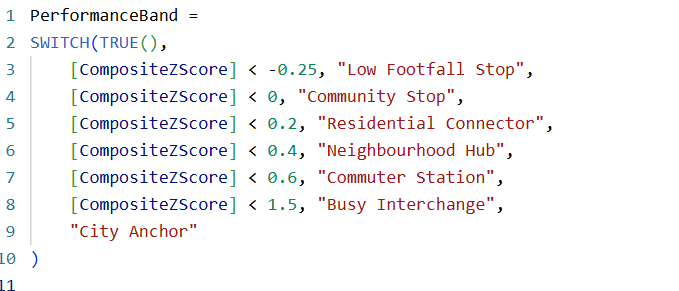 1 PerformanceBand =
2 SWITCH(TRUE(),
3 [CompositeZScore] < -0.25, "Low Footfall Stop",
4 [CompositeZScore] < 0, "Community Stop",
5 [CompositeZScore] < 0.2, "Residential Connector",
6 [CompositeZScore] < 0.4, "Neighbourhood Hub",
7 [CompositeZScore] < 0.6, "Commuter Station",
8 [CompositeZScore] < 1.5, "Busy Interchange",
9 "City Anchor"
10 )
11